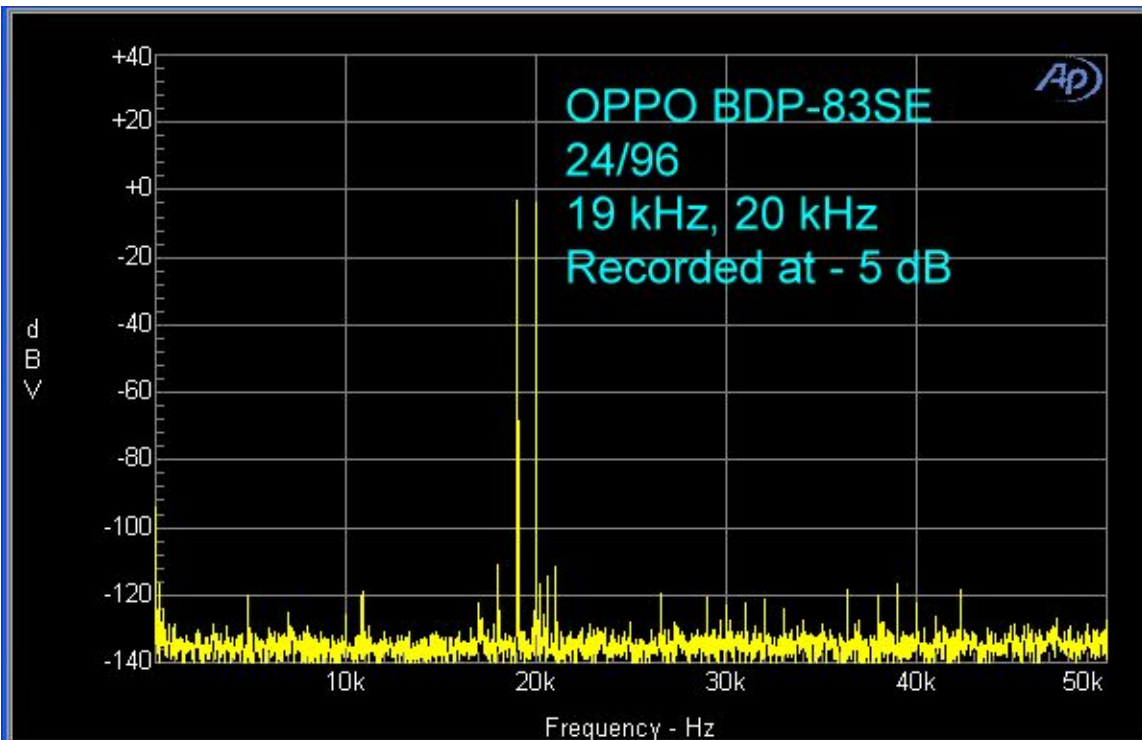 +40
Ap
OPPO BDP-83SE
+20
24/96
+0
19 kHz, 20 kHz
-20
Recorded at - 5 dB
-40
d
B
V
-60
-80
-100
-120
-140
10k 20k 30k 40k 50k
Frequency - Hz